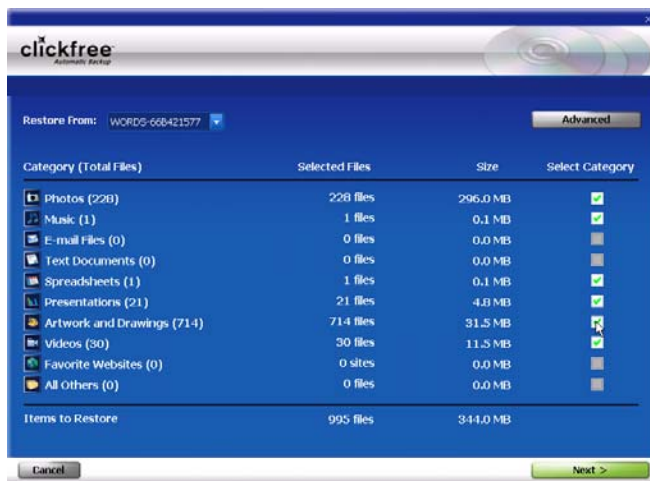 clickfree
Automatic Backup
Restore from: WORDS-66B421577 Advanced
Category (Total Files) Selected Files Size Select Category
Photos (228) 228 files 296.0 MB
Music (1) 1 files 0.1 MB
E-mail Files (0) 0 files 0.0 MB
Text Documents (0) 0 files 0.0 MB
Spreadsheets (1) 1 files 0.1 MB
Presentations (21) 21 files 4.8 MB
Artwork and Drawings (714) 714 files 31.5 MB
Videos (30) 30 files 11.5 MB
Favorite Websites (0) 0 sites 0.0 MB
All Others (0) 0 files 0.0 MB
Items to Restore 995 files 344.0 MB
Cancel Next >